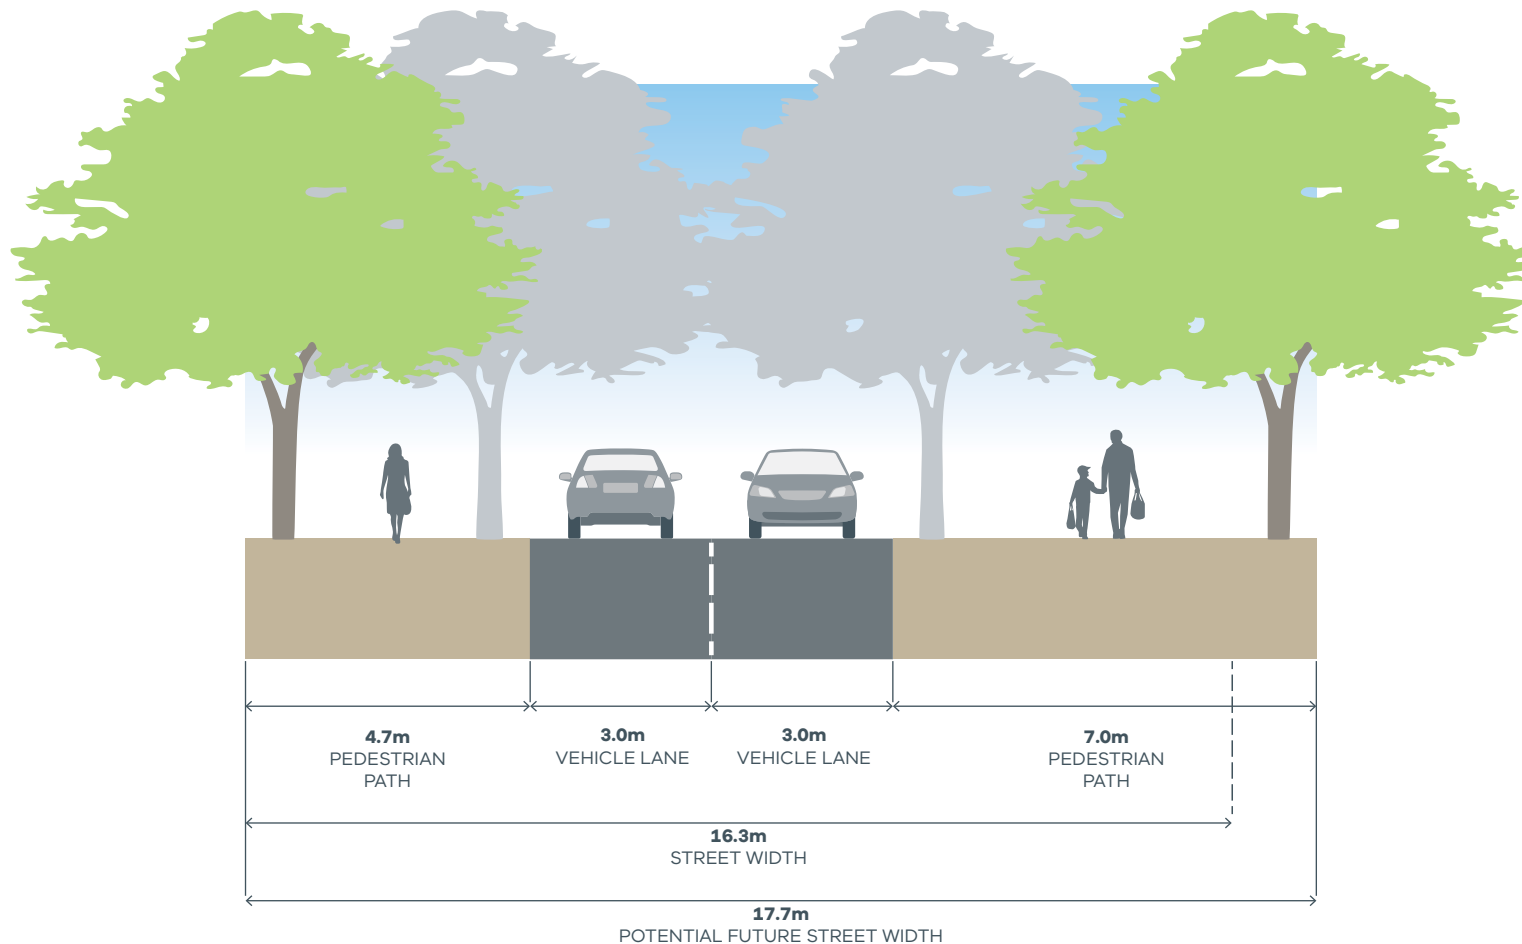 4.7m
PEDESTRIAN
PATH
3.0m
VEHICLE LANE
3.0m
VEHICLE LANE
7.0m
PEDESTRIAN
PATH
16.3m
STREET WIDTH
17.7m
POTENTIAL FUTURE STREET WIDTH